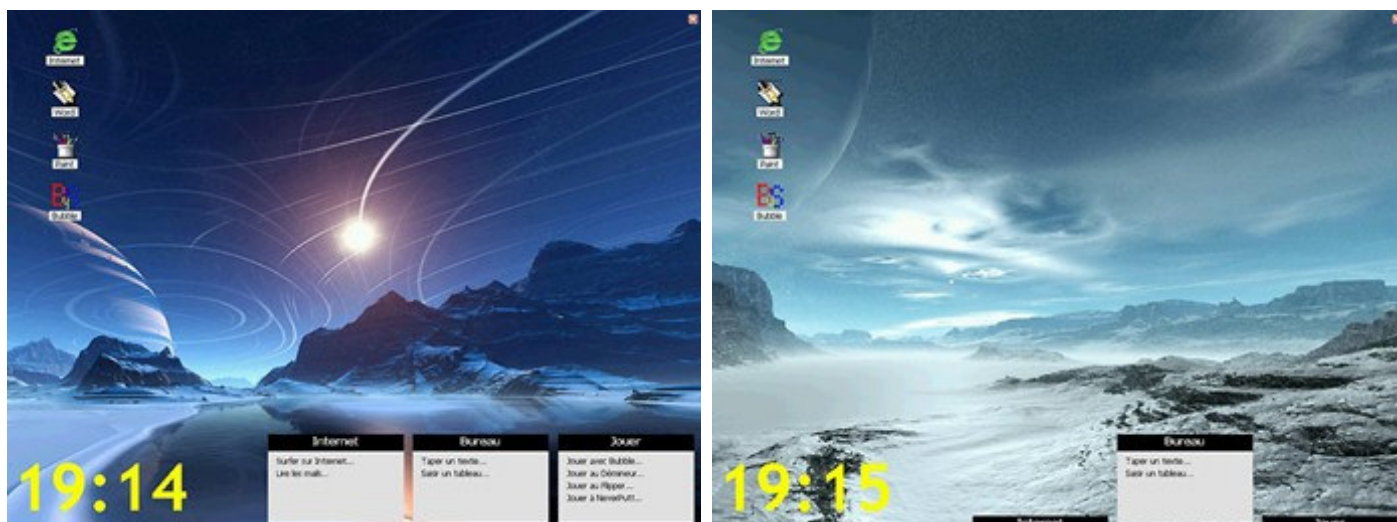 Internet
Word
Paint
Bubble
Internet
Surfer sur Internet...
Lire les mails...
Bureau
Taper un texte...
Saisir un tableau...
Jouer
Jouer avec Bubble...
Jouer au Démineur...
Jouer au Flipper...
Jouer à NeverPutt...
19:14
Internet
Word
Paint
Bubble
Bureau
Taper un texte...
Saisir un tableau...
19:15
Internet